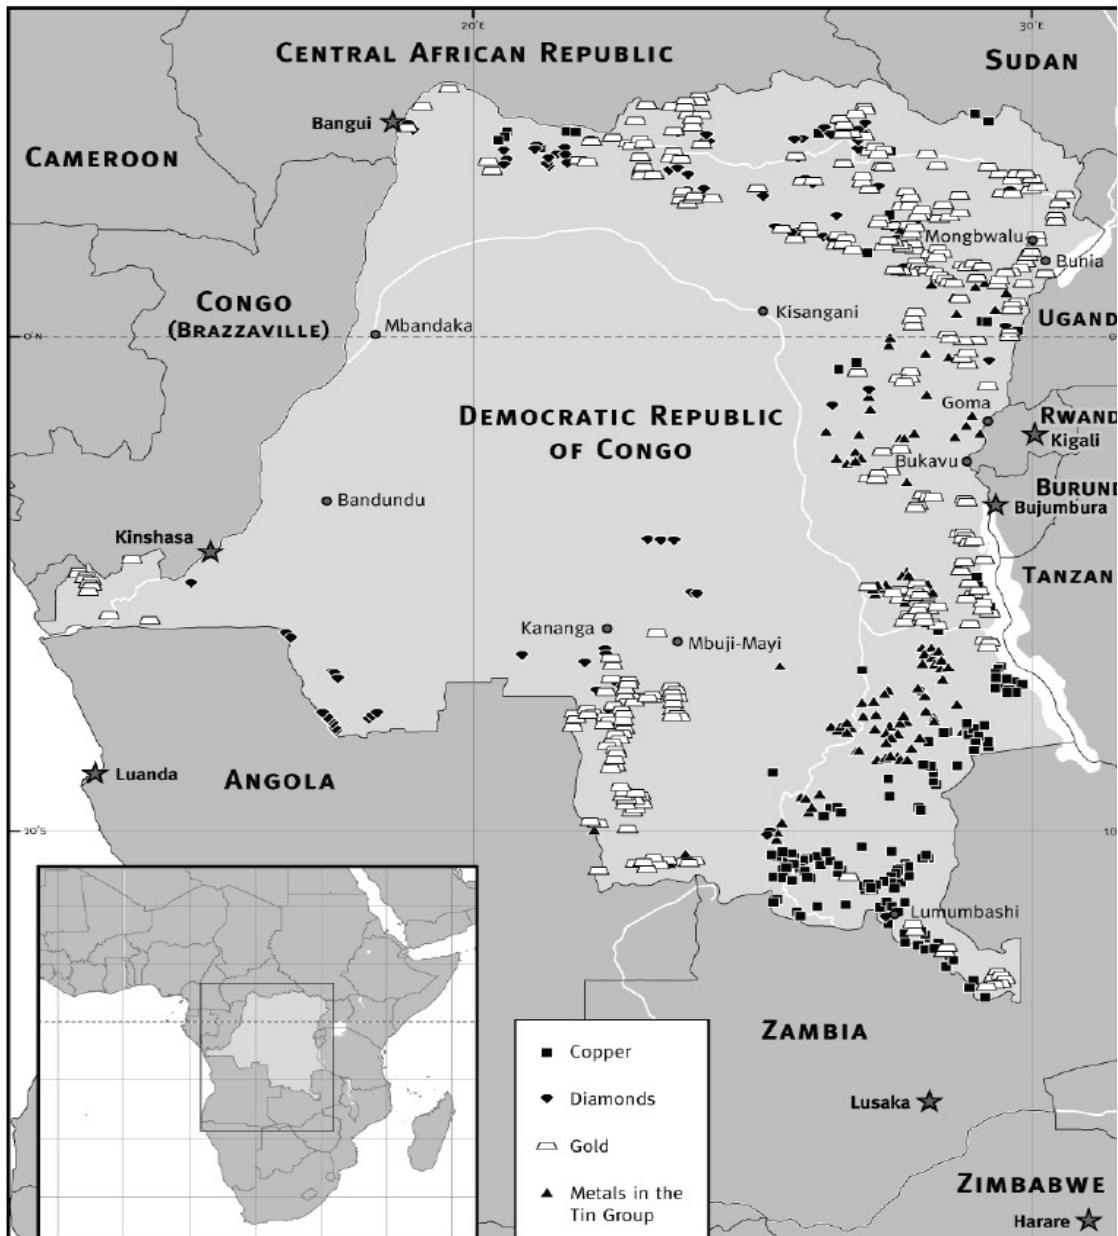 20°E
30°E
CENTRAL AFRICAN REPUBLIC
SUDAN
Bangui
CAMEROON
Mongbwalu
Bunia
CONGO
(BRAZZAVILLE)
Mbandaka
Kisangani
UGAND
0°N
DEMOCRATIC REPUBLIC
OF CONGO
Goma
RWAND
Kigali
Bukavu
BURUND
Bujumbura
Bandundu
Kinshasa
TANZAN
Kananga
Mbuji-Mayi
Luanda
ANGOLA
10°S
10
Lumumbashi
ZAMBIA
Copper
Diamonds
Gold
Metals in the
Tin Group
Lusaka
ZIMBABWE
Harare